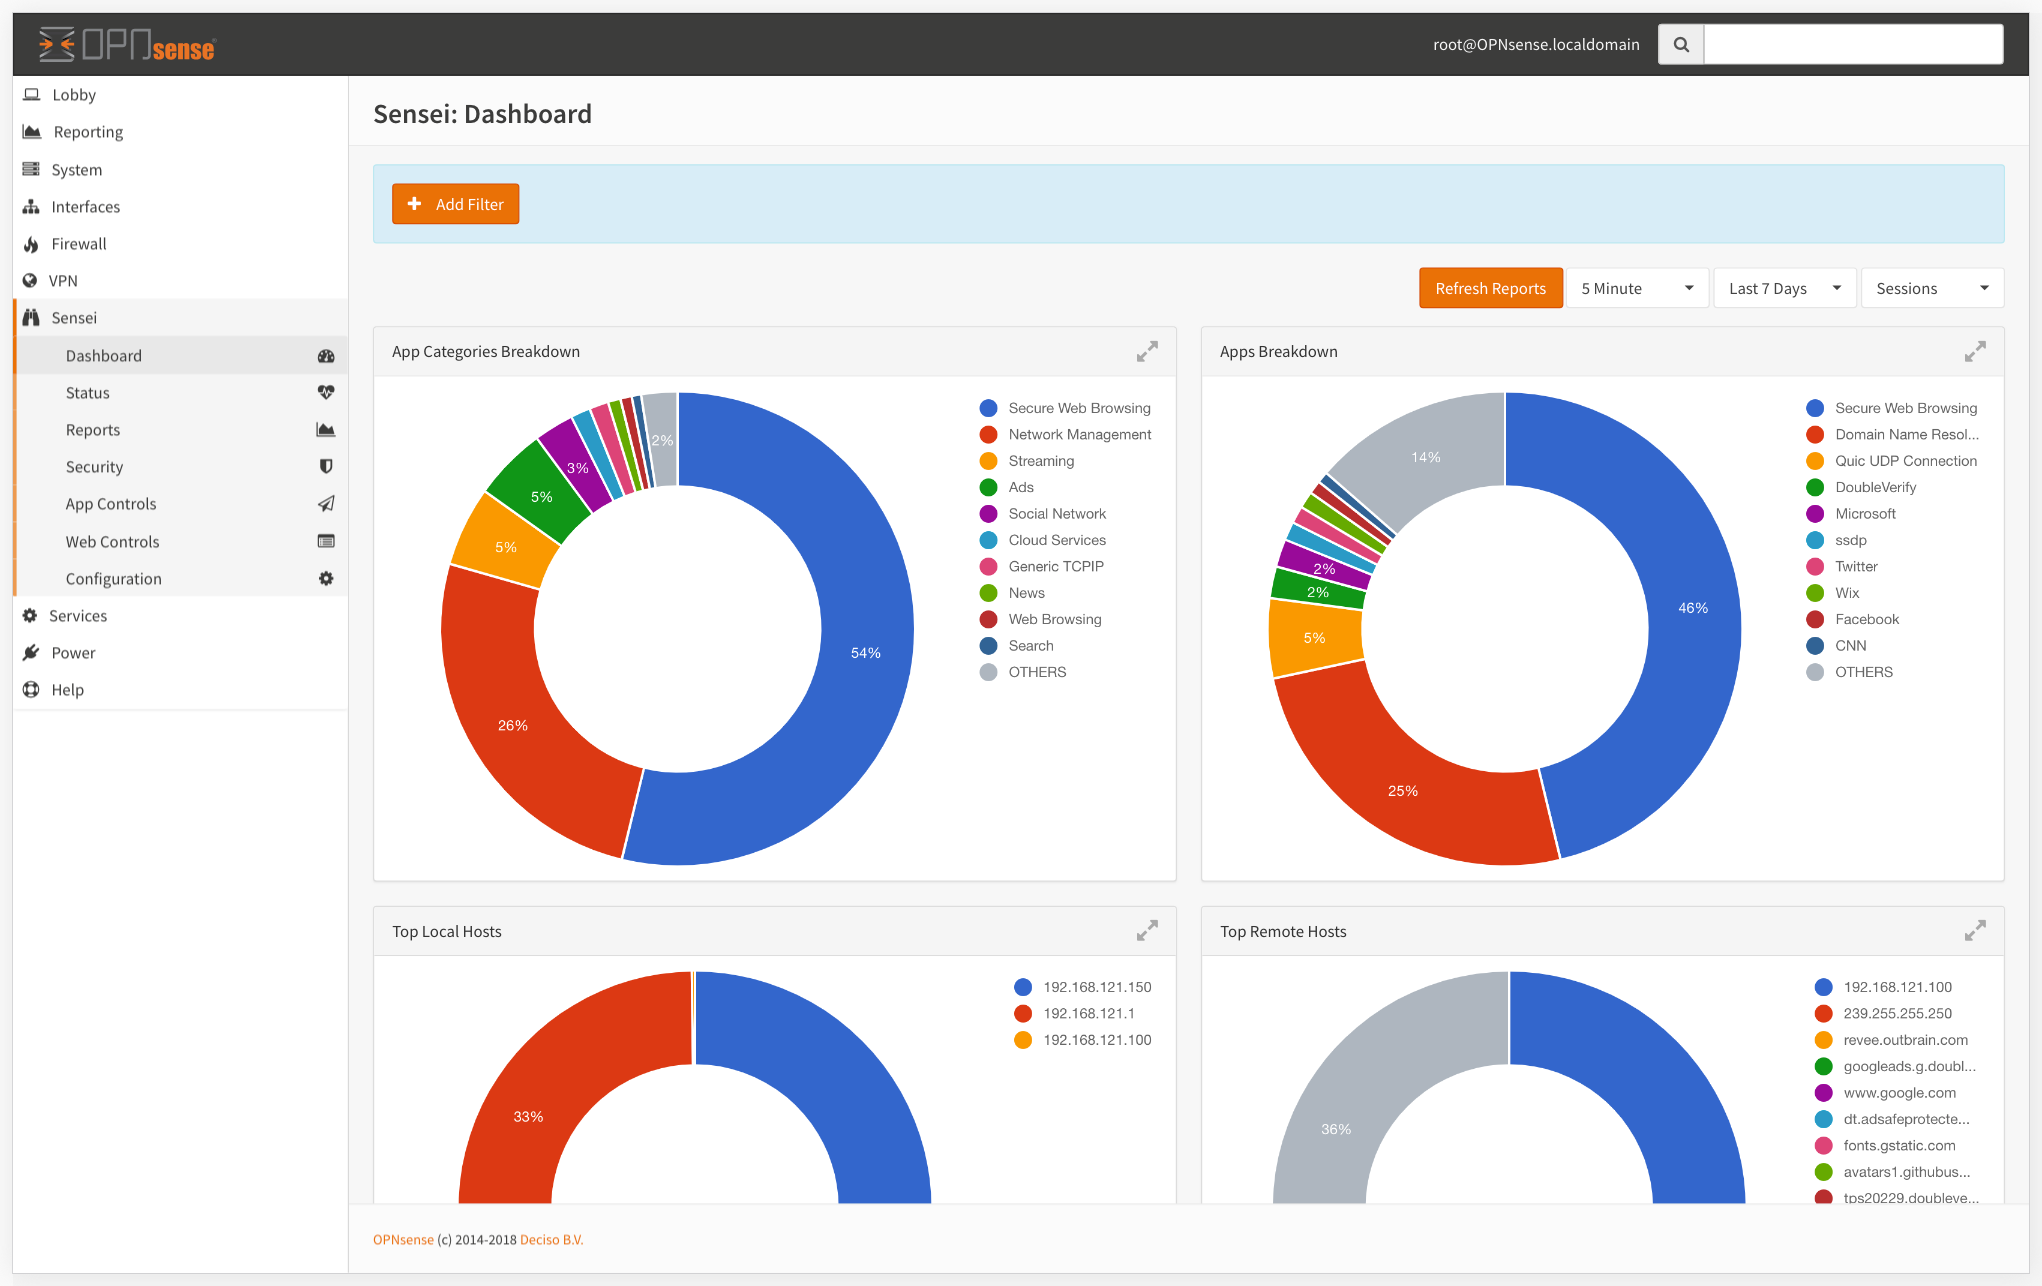 OPNsense
root@OPNsense.localdomain
Lobby
Reporting
System
Interfaces
Firewall
VPN
Sensei
Dashboard
Status
Reports
Security
App Controls
Web Controls
Configuration
Services
Power
Help
Sensei: Dashboard
Add Filter
Refresh Reports
5 Minute
Last 7 Days
Sessions
App Categories Breakdown
2%
3%
5%
5%
26%
54%
Secure Web Browsing
Network Management
Streaming
Ads
Social Network
Cloud Services
Generic TCPIP
News
Web Browsing
Search
OTHERS
Apps Breakdown
14%
2%
2%
5%
25%
46%
Secure Web Browsing
Domain Name Resol...
Quic UDP Connection
DoubleVerify
Microsoft
ssdp
Twitter
Wix
Facebook
CNN
OTHERS
Top Local Hosts
33%
192.168.121.150
192.168.121.1
192.168.121.100
Top Remote Hosts
36%
192.168.121.100
239.255.255.250
revee.outbrain.com
googleads.g.doubl...
www.google.com
dt.adsafeprotecte...
fonts.gstatic.com
avatars1.githubus...
tps20229.doubleve...
OPNsense (c) 2014-2018 Deciso B.V.